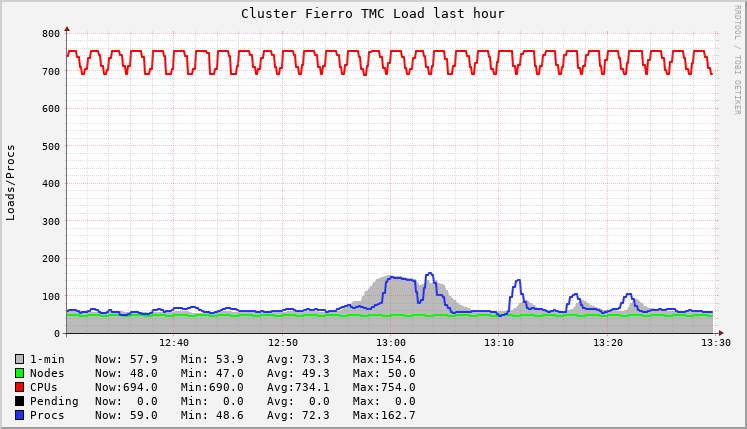 Cluster Fierro TMC Load last hour
RRDTOOL / TOBI OETIKER
Loads/Procs
800
700
600
500
400
300
200
100
0
12:40 12:50 13:00 13:10 13:20 13:30
1-min Now: 57.9 Min: 53.9 Avg: 73.3 Max:154.6
Nodes Now: 48.0 Min: 47.0 Avg: 49.3 Max: 50.0
CPUs Now:694.0 Min:690.0 Avg:734.1 Max:754.0
Pending Now: 0.0 Min: 0.0 Avg: 0.0 Max: 0.0
Procs Now: 59.0 Min: 48.6 Avg: 72.3 Max:162.7